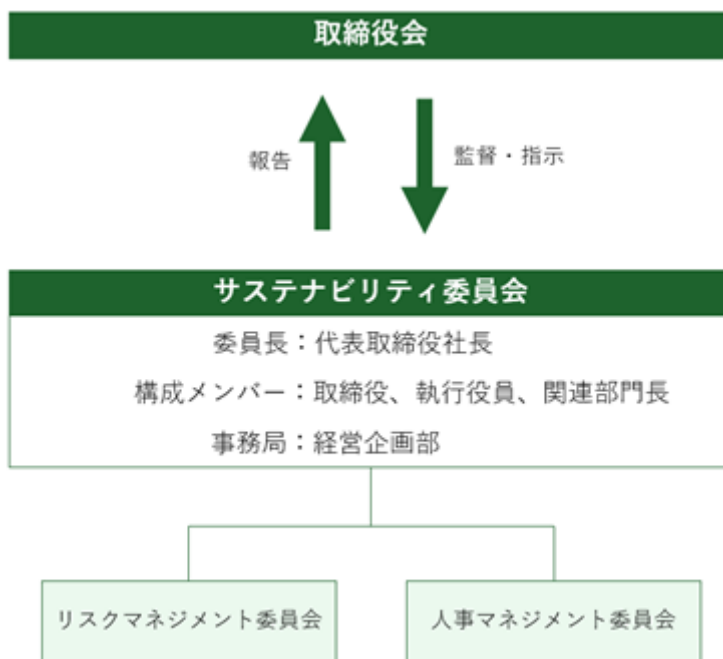 取締役会
報告
監督・指示
サステナビリティ委員会
委員長：代表取締役社長
構成メンバー：取締役、執行役員、関連部門長
事務局：経営企画部
リスクマネジメント委員会
人事マネジメント委員会